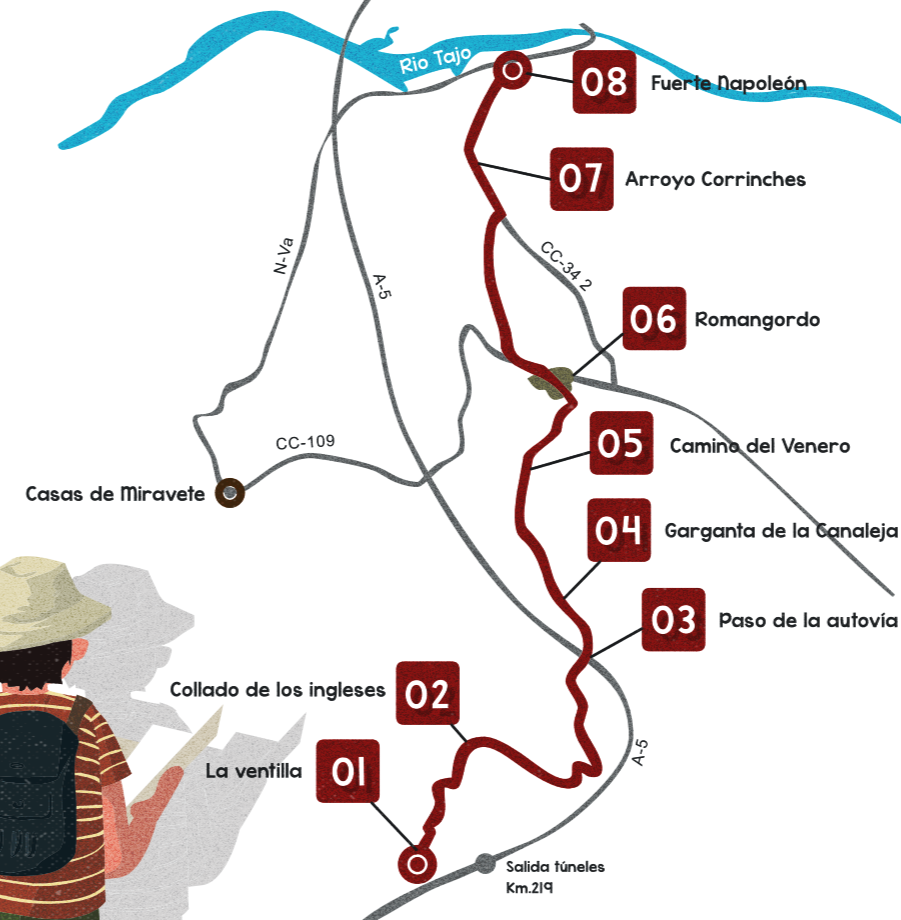 Rio Tajo
08 Fuerte Napoleón
07 Arroyo Corrinches
N-Va
A-5
CC-34 2
06 Romangordo
CC-109
05 Camino del Venero
Casas de Miravete
04 Garganta de la Canaleja
03 Paso de la autovía
Collado de los ingleses 02
A-5
La ventilla 01
Salida túneles
Km.219